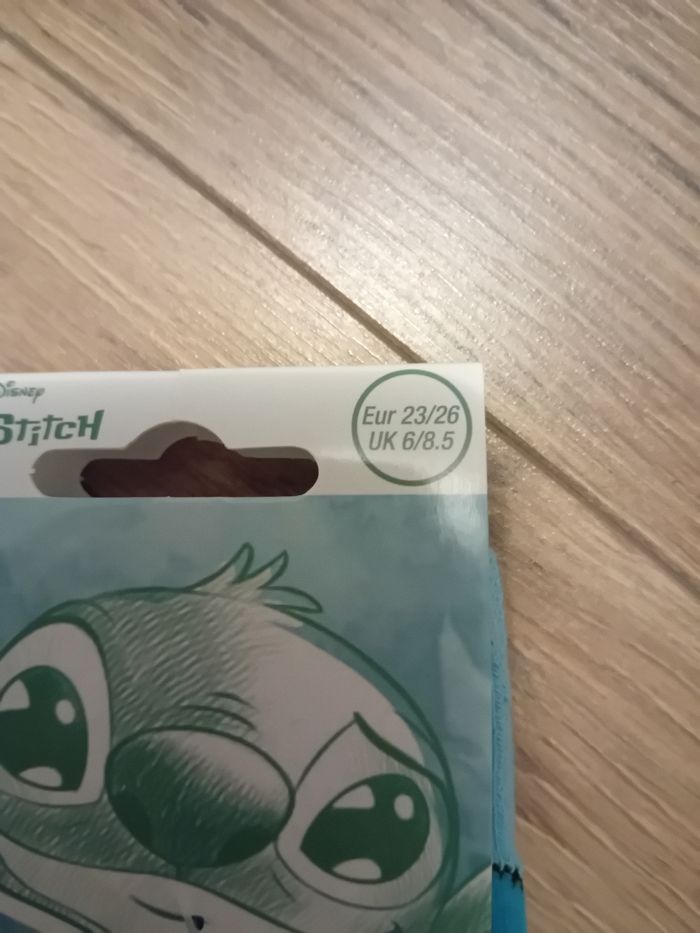 Disney
Stitch
Eur 23/26
UK 6/8.5